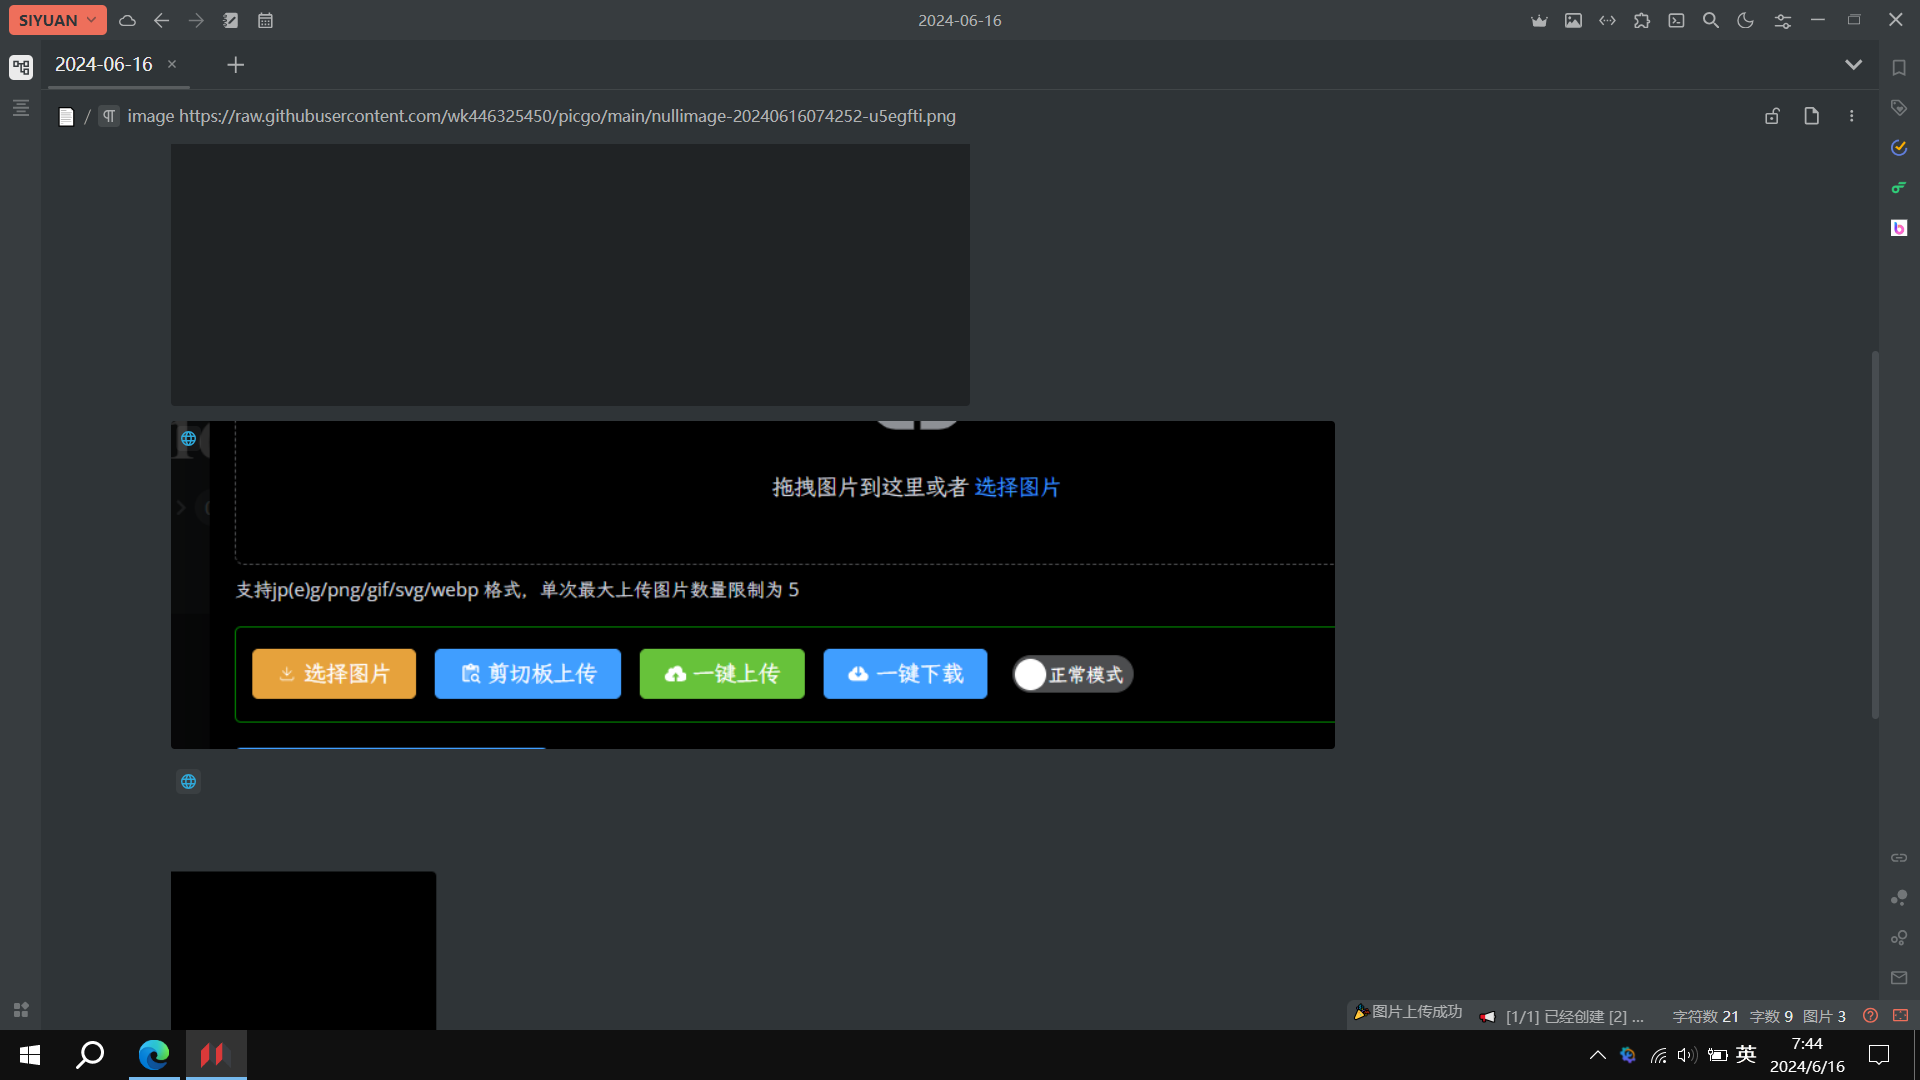 SIYUAN
2024-06-16
2024-06-16
image https://raw.githubusercontent.com/wk446325450/picgo/main/nullimage-20240616074252-u5egfti.png
拖拽图片到这里或者 选择图片
支持jp(e)g/png/gif/svg/webp 格式，单次最大上传图片数量限制为 5
选择图片
剪切板上传
一键上传
一键下载
正常模式
图片上传成功
[1/1] 已经创建 [2] ...
字符数 21 字数 9 图片 3
英
7:44
2024/6/16